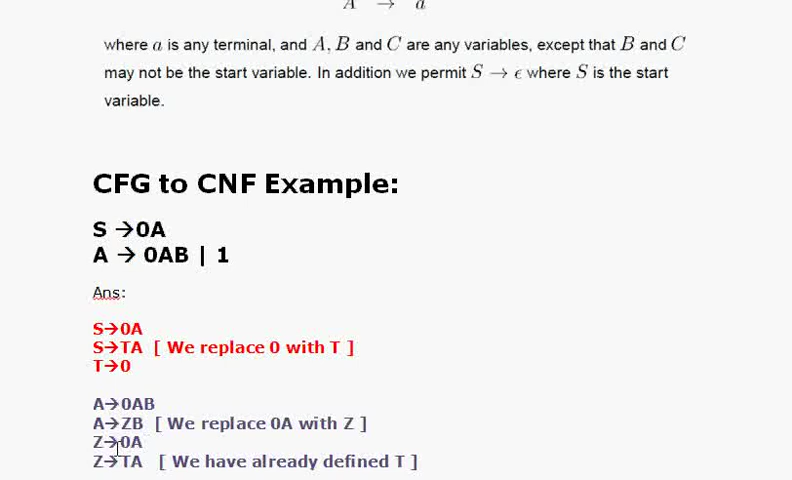 A → a
where a is any terminal, and A, B and C are any variables, except that B and C
may not be the start variable. In addition we permit S → ϵ where S is the start
variable.
CFG to CNF Example:
S →0A
A → 0AB | 1
Ans:
S→0A
S→TA [ We replace 0 with T ]
T→0
A→0AB
A→ZB [ We replace 0A with Z ]
Z→0A
Z→TA [ We have already defined T ]